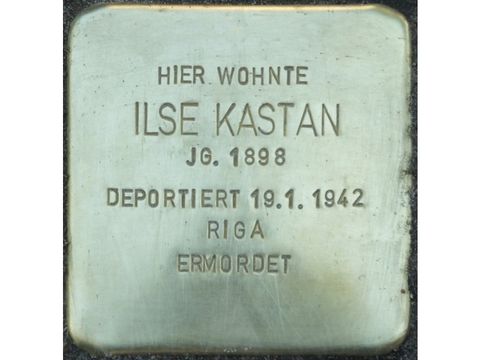 HIER WOHNTE
ILSE KASTAN
JG. 1898
DEPORTIERT 19.1.1942
RIGA
ERMORDET